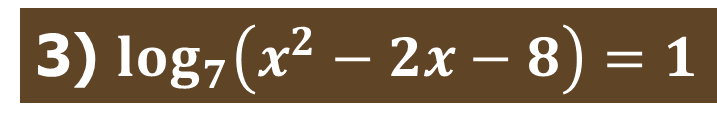 3) log₇(x² − 2x − 8) = 1